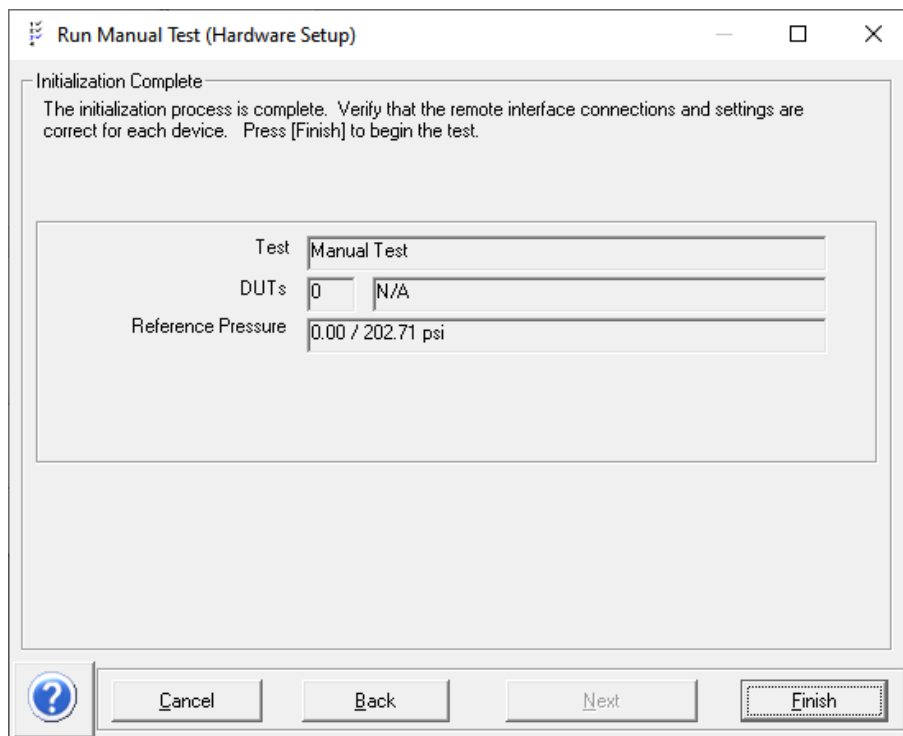 Run Manual Test (Hardware Setup)
Initialization Complete
The initialization process is complete.  Verify that the remote interface connections and settings are
correct for each device.   Press [Finish] to begin the test.
Test Manual Test
DUTs 0 N/A
Reference Pressure 0.00 / 202.71 psi
? Cancel Back Next Finish